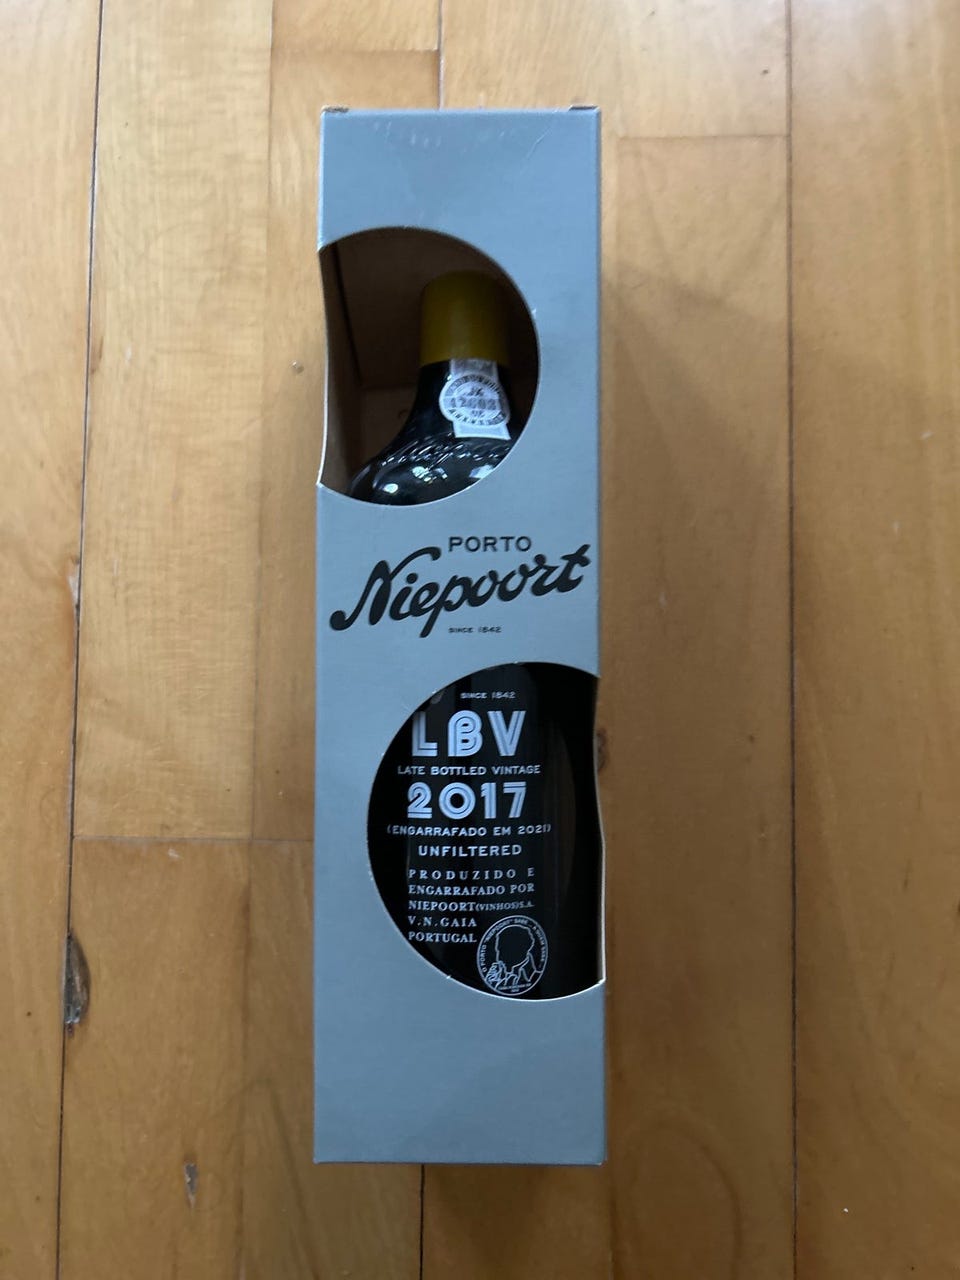 PORTO
Niepoort
SINCE 1842
SINCE 1842
LBV
LATE BOTTLED VINTAGE
2017
(ENGARRAFADO EM 2021)
UNFILTERED
PRODUZIDO E
ENGARRAFADO POR
NIEPOORT (VINHOS) S.A.
V.N. GAIA
PORTUGAL